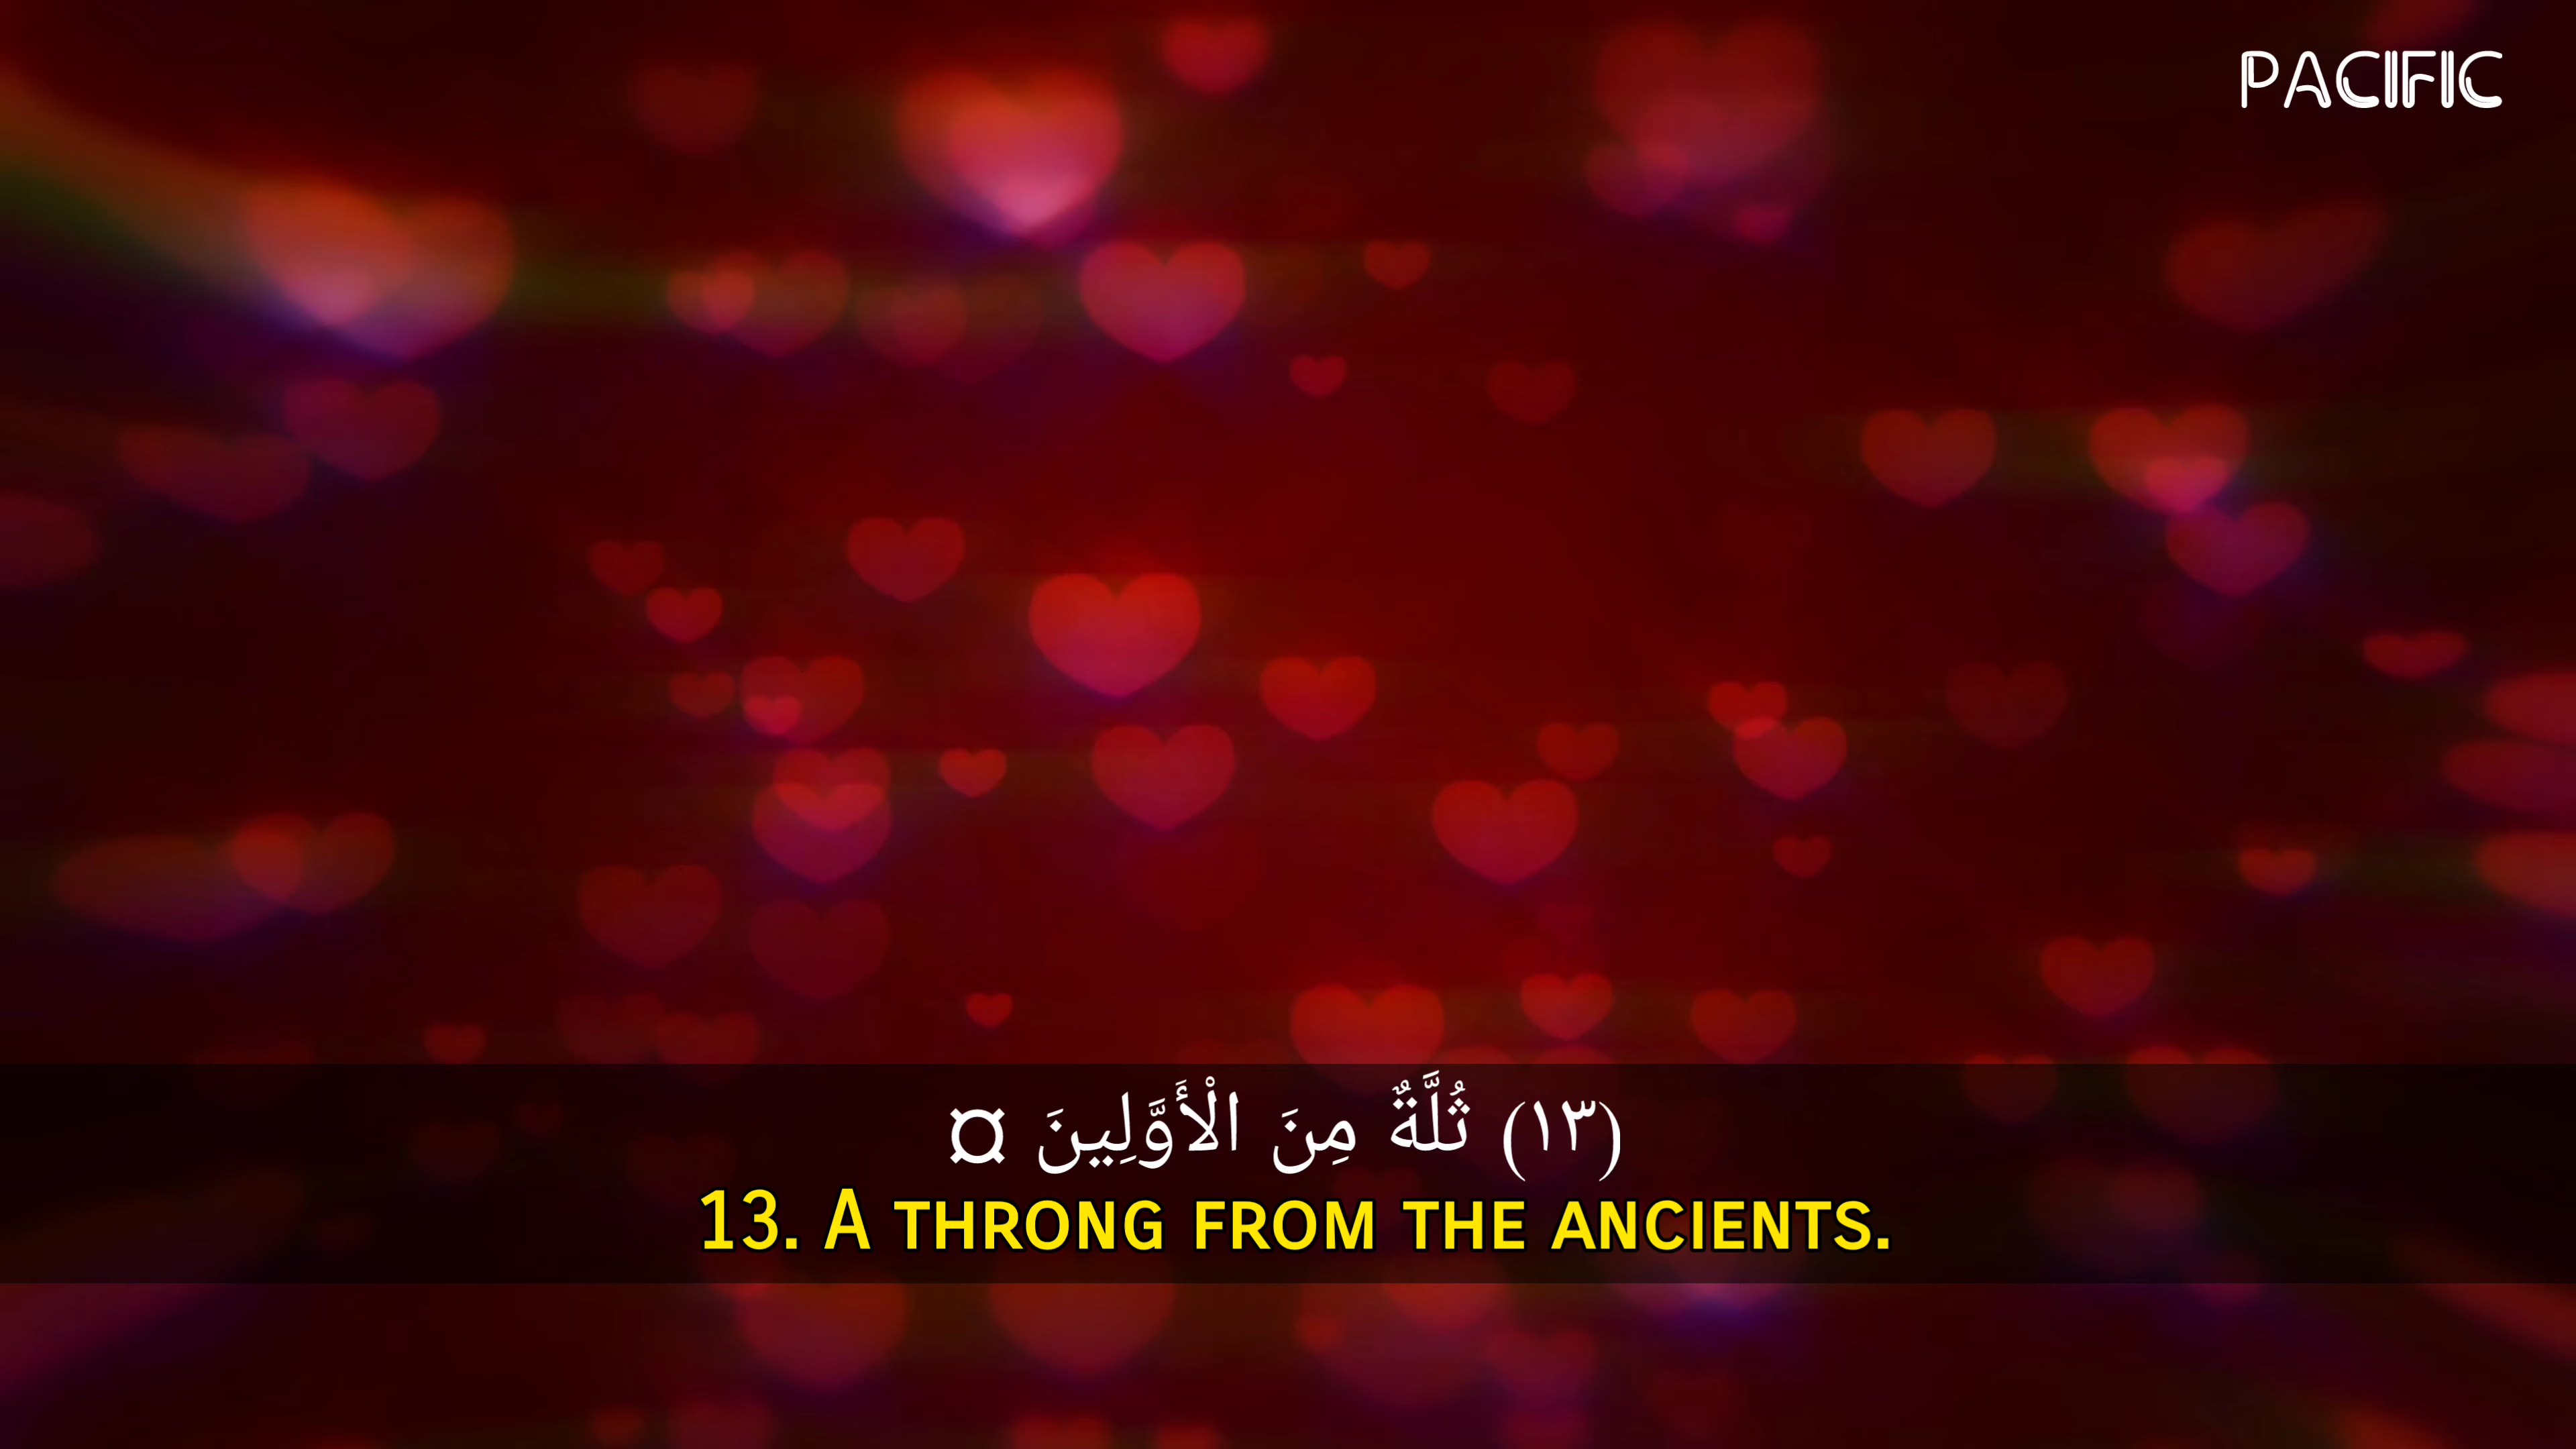 PACIFIC
(١٣) ثُلَّةٌ مِنَ الْأَوَّلِينَ ¤
13. A THRONG FROM THE ANCIENTS.